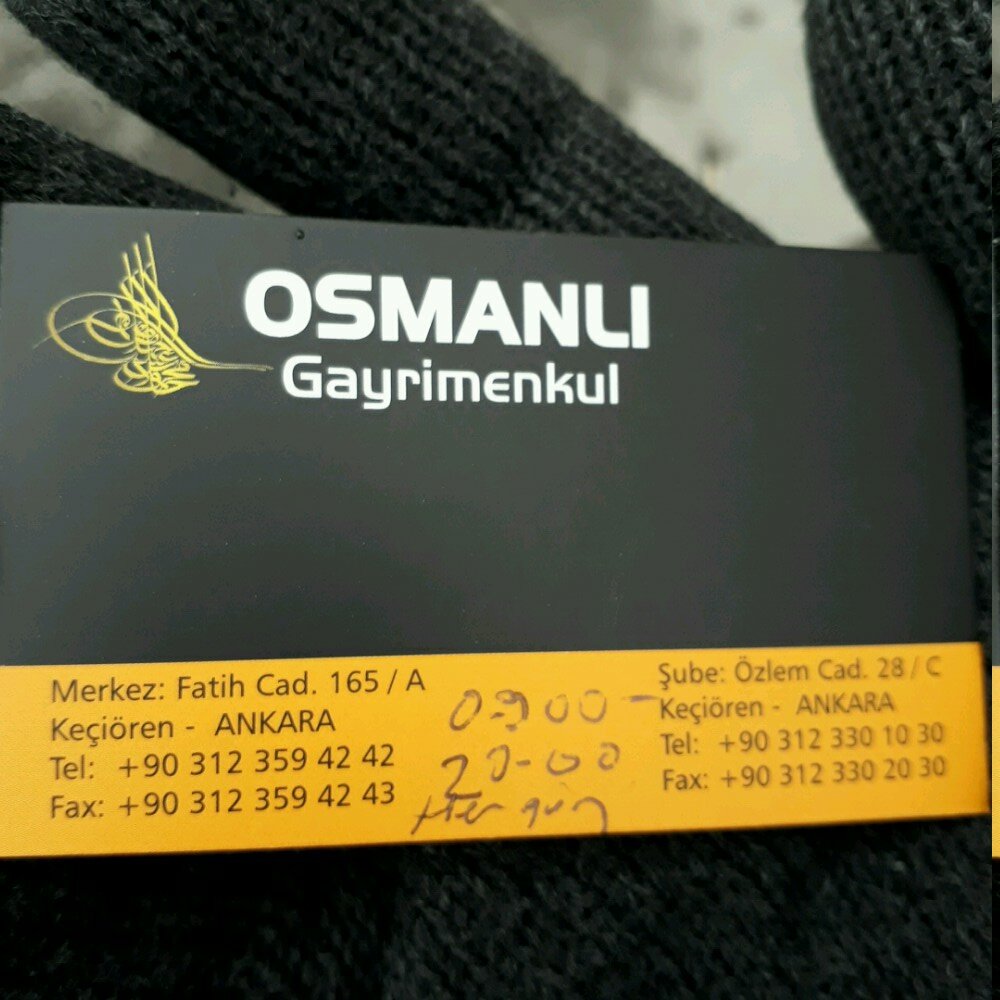 OSMANLI
Gayrimenkul
Merkez: Fatih Cad. 165 / A
Keçiören - ANKARA
Tel: +90 312 359 42 42
Fax: +90 312 359 42 43
0900 -
20-00
Her gün
Şube: Özlem Cad. 28 / C
Keçiören - ANKARA
Tel: +90 312 330 10 30
Fax: +90 312 330 20 30